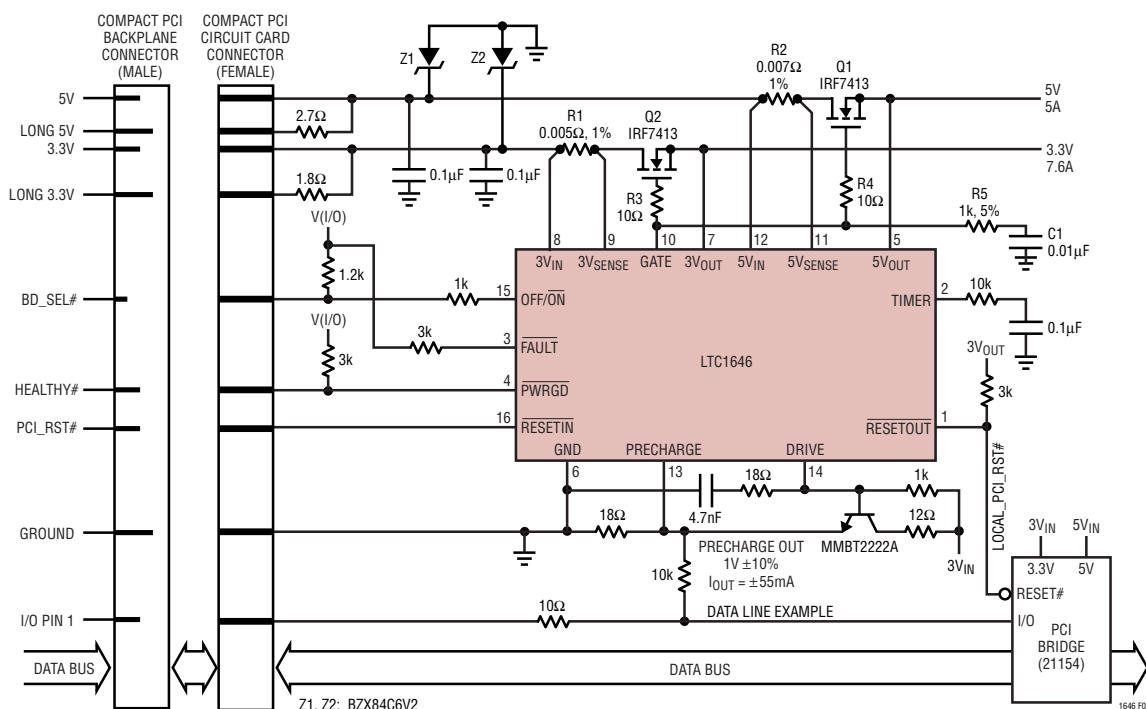 COMPACT PCI
BACKPLANE
CONNECTOR
(MALE)
COMPACT PCI
CIRCUIT CARD
CONNECTOR
(FEMALE)
5V
LONG 5V
3.3V
LONG 3.3V
BD_SEL#
HEALTHY#
PCI_RST#
GROUND
I/O PIN 1
DATA BUS
Z1
Z2
2.7Ω
1.8Ω
0.1µF
0.1µF
R1
0.005Ω, 1%
Q2
IRF7413
R2
0.007Ω
1%
Q1
IRF7413
5V
5A
3.3V
7.6A
R3
10Ω
R4
10Ω
R5
1k, 5%
C1
0.01µF
V(I/O)
1.2k
1k
V(I/O)
3k
3k
8
9
10
7
12
11
5
3VIN
3VSENSE
GATE
3VOUT
5VIN
5VSENSE
5VOUT
15
OFF/ON
3
FAULT
4
PWRGD
16
RESETIN
LTC1646
TIMER
2
10k
0.1µF
3VOUT
3k
RESETOUT
1
GND
PRECHARGE
DRIVE
6
13
14
4.7nF
18Ω
1k
18Ω
12Ω
MMBT2222A
3VIN
PRECHARGE OUT
1V ±10%
IOUT = ±55mA
10k
10Ω
DATA LINE EXAMPLE
LOCAL_PCI_RST#
3VIN
5VIN
3.3V
5V
RESET#
I/O
PCI
BRIDGE
(21154)
DATA BUS
Z1, Z2: BZX84C6V2